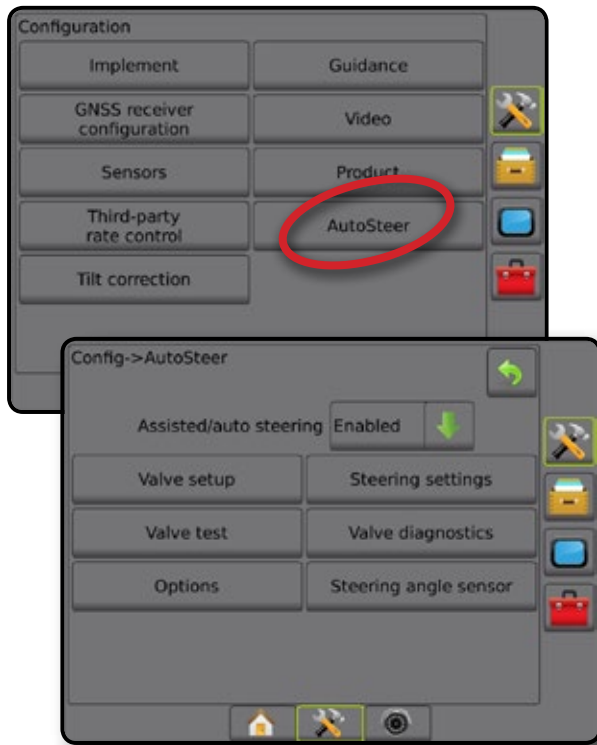 Configuration
Implement
Guidance
GNSS receiver
configuration
Video
Sensors
Product
Third-party
rate control
AutoSteer
Tilt correction
Config->AutoSteer
Assisted/auto steering Enabled
Valve setup
Steering settings
Valve test
Valve diagnostics
Options
Steering angle sensor